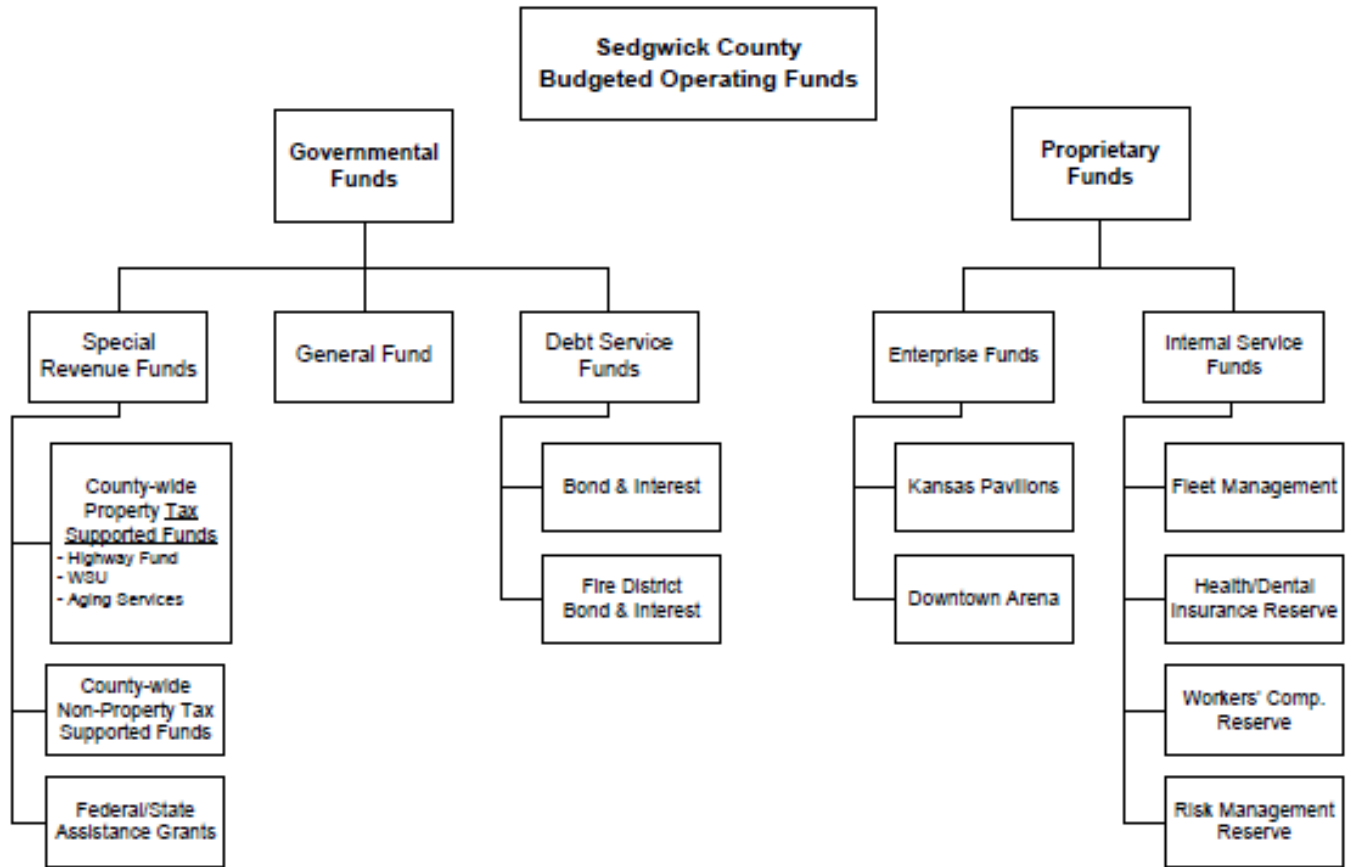 Sedgwick County
Budgeted Operating Funds
Governmental
Funds
Proprietary
Funds
Special
Revenue Funds
General Fund
Debt Service
Funds
Enterprise Funds
Internal Service
Funds
County-wide
Property Tax
Supported Funds
- Highway Fund
- WSU
- Aging Services
County-wide
Non-Property Tax
Supported Funds
Federal/State
Assistance Grants
Bond & Interest
Fire District
Bond & Interest
Kansas Pavilions
Downtown Arena
Fleet Management
Health/Dental
Insurance Reserve
Workers' Comp.
Reserve
Risk Management
Reserve